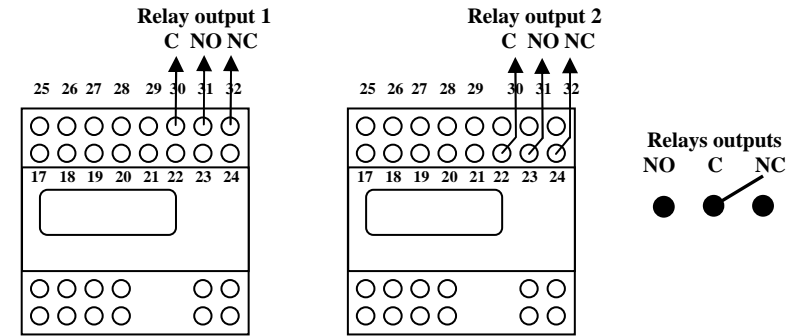 Relay output 1
C NO NC
25 26 27 28 29 30 31 32
17 18 19 20 21 22 23 24
Relay output 2
C NO NC
25 26 27 28 29 30 31 32
17 18 19 20 21 22 23 24
Relays outputs
NO C NC